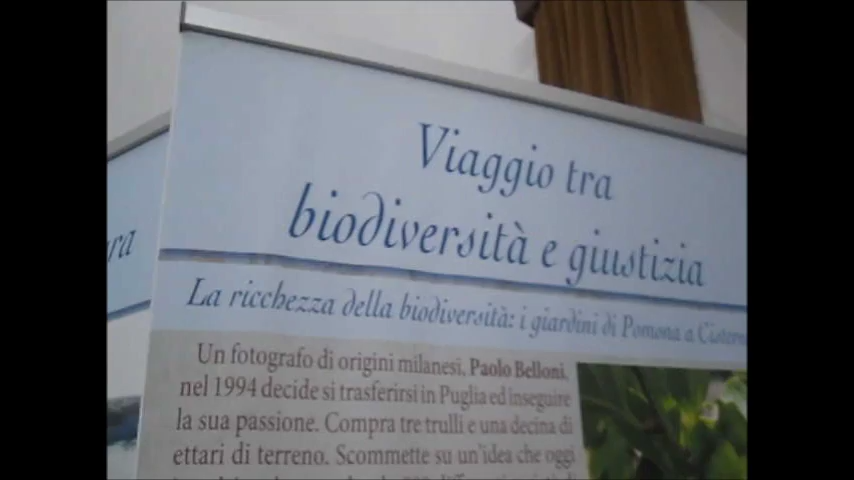 Viaggio tra
biodiversità e giustizia
ra
La ricchezza della biodiversità: i giardini di Pomona a Cistern
Un fotografo di origini milanesi, Paolo Belloni,
nel 1994 decide si trasferirsi in Puglia ed inseguire
la sua passione. Compra tre trulli e una decina di
ettari di terreno. Scommette su un'idea che oggi